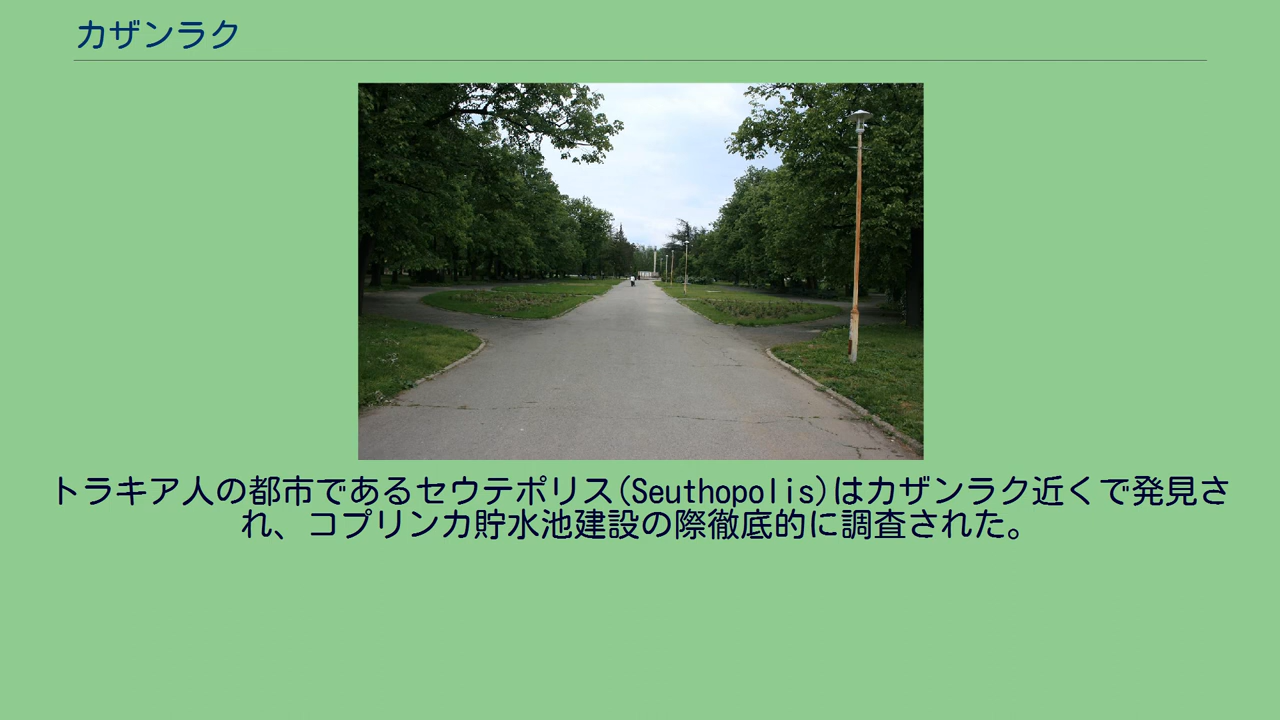 カザンラク
トラキア人の都市であるセウテポリス(Seuthopolis)はカザンラク近くで発見さ
れ、コプリンカ貯水池建設の際徹底的に調査された。